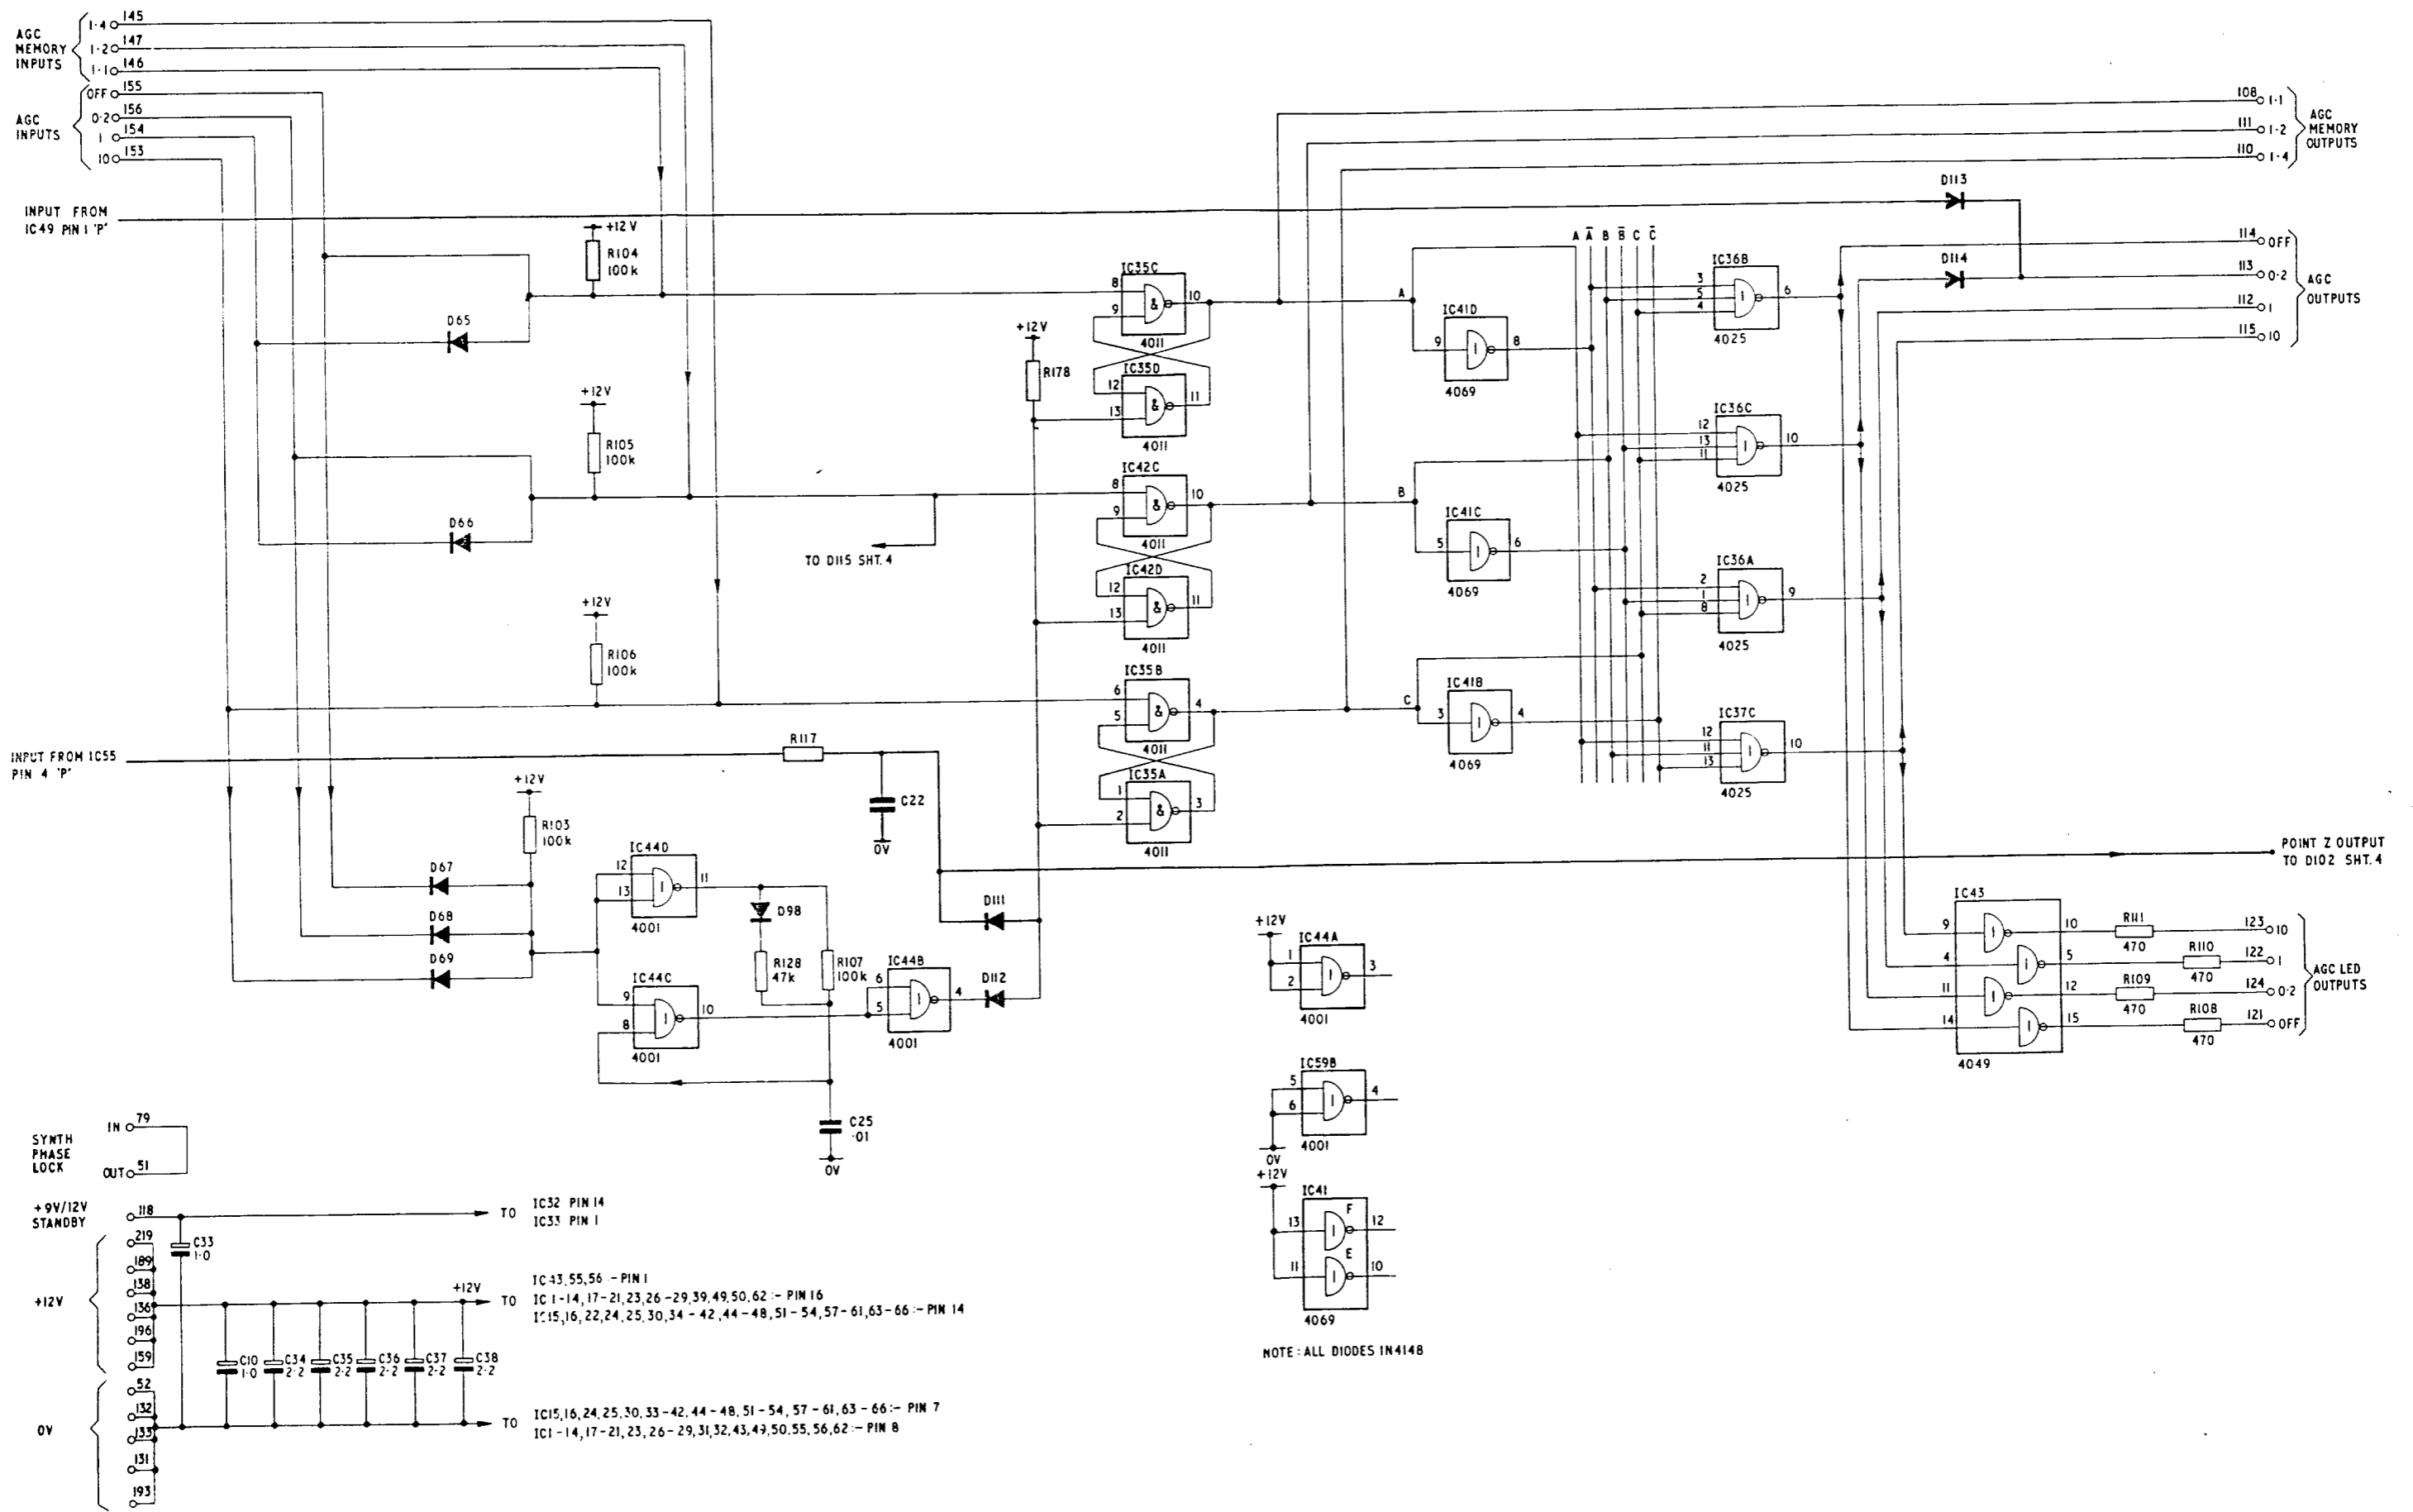 AGC
MEMORY
INPUTS
1·4 145
1·2 147
1·1 146
AGC
INPUTS
OFF 155
0·2 156
1 154
10 153
INPUT FROM
IC49 PIN 1 'P'
+12V
R104
100k
D65
+12V
R105
100k
D66
TO D115 SHT. 4
+12V
R106
100k
INPUT FROM IC55
PIN 4 'P'
R117
C22
0V
+12V
R103
100k
D67
D68
D69
IC44D
12
13
11
4001
D98
R128
47k
R107
100k
IC44C
9
8
10
4001
IC44B
6
5
4
4001
D111
D112
C25
·01
0V
+12V
R178
IC35C
8
9
&
10
4011
IC35D
12
13
&
11
4011
IC42C
8
9
&
10
4011
IC42D
12
13
&
11
4011
IC35B
6
5
&
4
4011
IC35A
1
2
&
3
4011
A
IC41D
9
8
4069
B
IC41C
5
6
4069
C
IC41B
3
4
4069
A A̅ B B̅ C C̅
IC36B
3
5
4
6
4025
IC36C
12
13
11
10
4025
IC36A
2
1
8
9
4025
IC37C
12
11
13
10
4025
D113
D114
108 1·1
111 1·2
110 1·4
AGC
MEMORY
OUTPUTS
114 OFF
113 0·2
112 1
115 10
AGC
OUTPUTS
POINT Z OUTPUT
TO D102 SHT. 4
IC43
9
10
4
5
11
12
14
15
4049
R111
470
R110
470
R109
470
R108
470
123 10
122 1
124 0·2
121 OFF
AGC LED
OUTPUTS
+12V
IC44A
1
2
3
4001
IC59B
5
6
4
4001
0V
+12V
IC41
F
13
12
E
11
10
4069
NOTE : ALL DIODES IN4148
SYNTH
PHASE
LOCK
IN 79
OUT 51
+9V/12V
STANDBY
118
TO
IC32 PIN 14
IC33 PIN 1
C33
1·0
+12V
219
189
138
136
196
159
+12V
TO
IC43,55,56 :- PIN 1
IC1-14,17-21,23,26-29,39,49,50,62 :- PIN 16
IC15,16,22,24,25,30,34-42,44-48,51-54,57-61,63-66 :- PIN 14
C10
1·0
C34
2·2
C35
2·2
C36
2·2
C37
2·2
C38
2·2
0V
52
132
133
131
193
TO
IC15,16,24,25,30,33-42,44-48,51-54,57-61,63-66:- PIN 7
IC1-14,17-21,23,26-29,31,32,43,49,50,55,56,62:- PIN 8